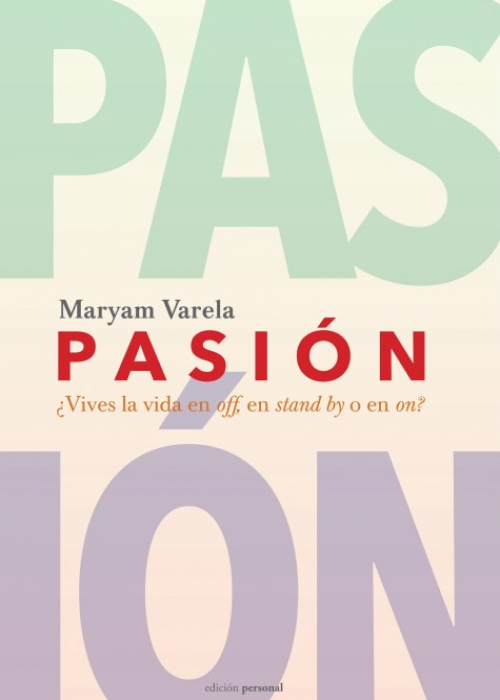 PAS
Maryam Varela
PASIÓN
¿Vives la vida en off, en stand by o en on?
IÓN
edición personal